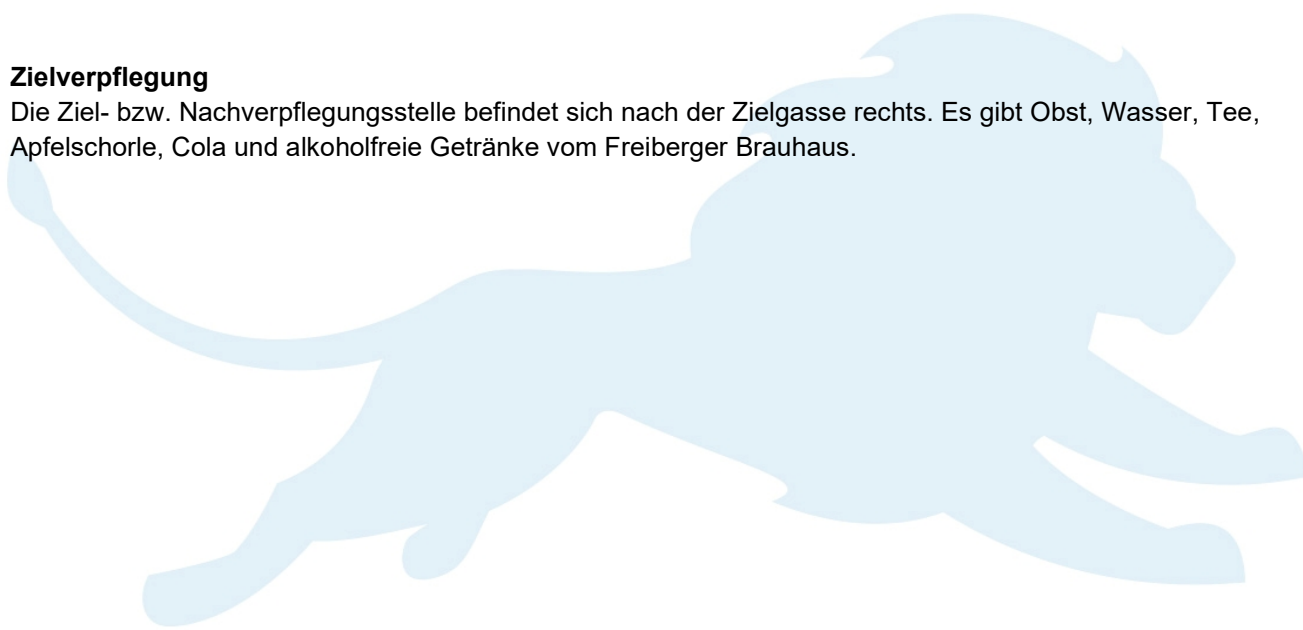 Zielverpflegung
Die Ziel- bzw. Nachverpflegungsstelle befindet sich nach der Zielgasse rechts. Es gibt Obst, Wasser, Tee,
Apfelschorle, Cola und alkoholfreie Getränke vom Freiberger Brauhaus.